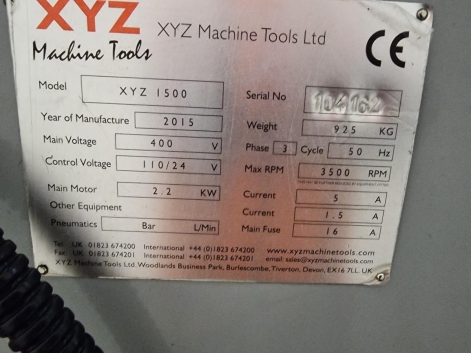 XYZ
Machine Tools
XYZ Machine Tools Ltd
CE
Model XYZ 1500
Serial No 104162
Year of Manufacture 2015
Weight 925 KG
Main Voltage 400 V
Phase 3 Cycle 50 Hz
Control Voltage 110/24 V
Max RPM 3500 RPM
Main Motor 2.2 KW
Current 5 A
Other Equipment
Current 1.5 A
Pneumatics Bar L/Min
Main Fuse 16 A
Tel: UK 01823 674200 International +44 (0)1823 674200
www.xyzmachinetools.com
Fax: UK 01823 674201 International +44 (0)1823 674201
email: sales@xyzmachinetools.com
XYZ Machine Tools Ltd. Woodlands Business Park, Burlescombe, Tiverton, Devon, EX16 7LL. UK